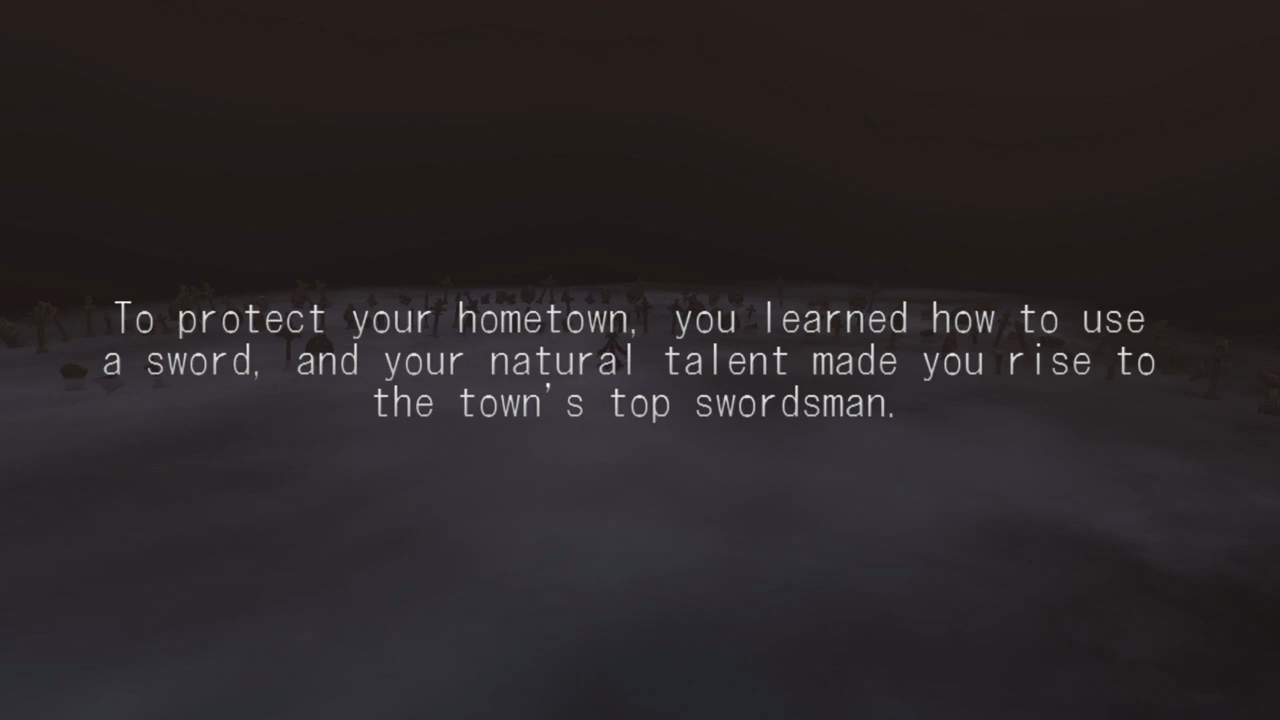 To protect your hometown, you learned how to use
a sword, and your natural talent made you rise to
the town's top swordsman.